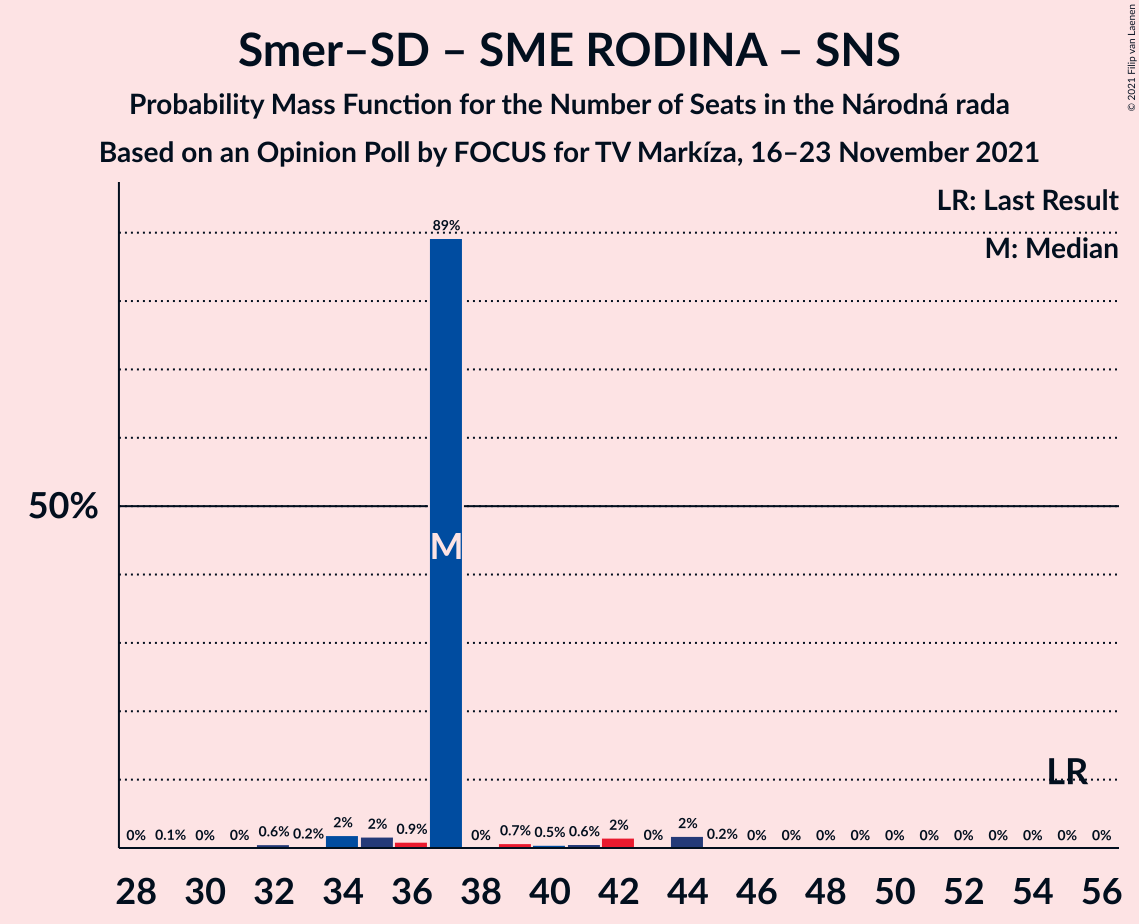 Smer–SD – SME RODINA – SNS
Probability Mass Function for the Number of Seats in the Národná rada
Based on an Opinion Poll by FOCUS for TV Markíza, 16–23 November 2021
© 2021 Filip van Laenen
LR: Last Result
M: Median
89%
50%
M
LR
0% 0.1% 0% 0% 0.6% 0.2% 2% 2% 0.9% 0% 0.7% 0.5% 0.6% 2% 0% 2% 0.2% 0% 0% 0% 0% 0% 0% 0% 0% 0% 0% 0%
28 30 32 34 36 38 40 42 44 46 48 50 52 54 56